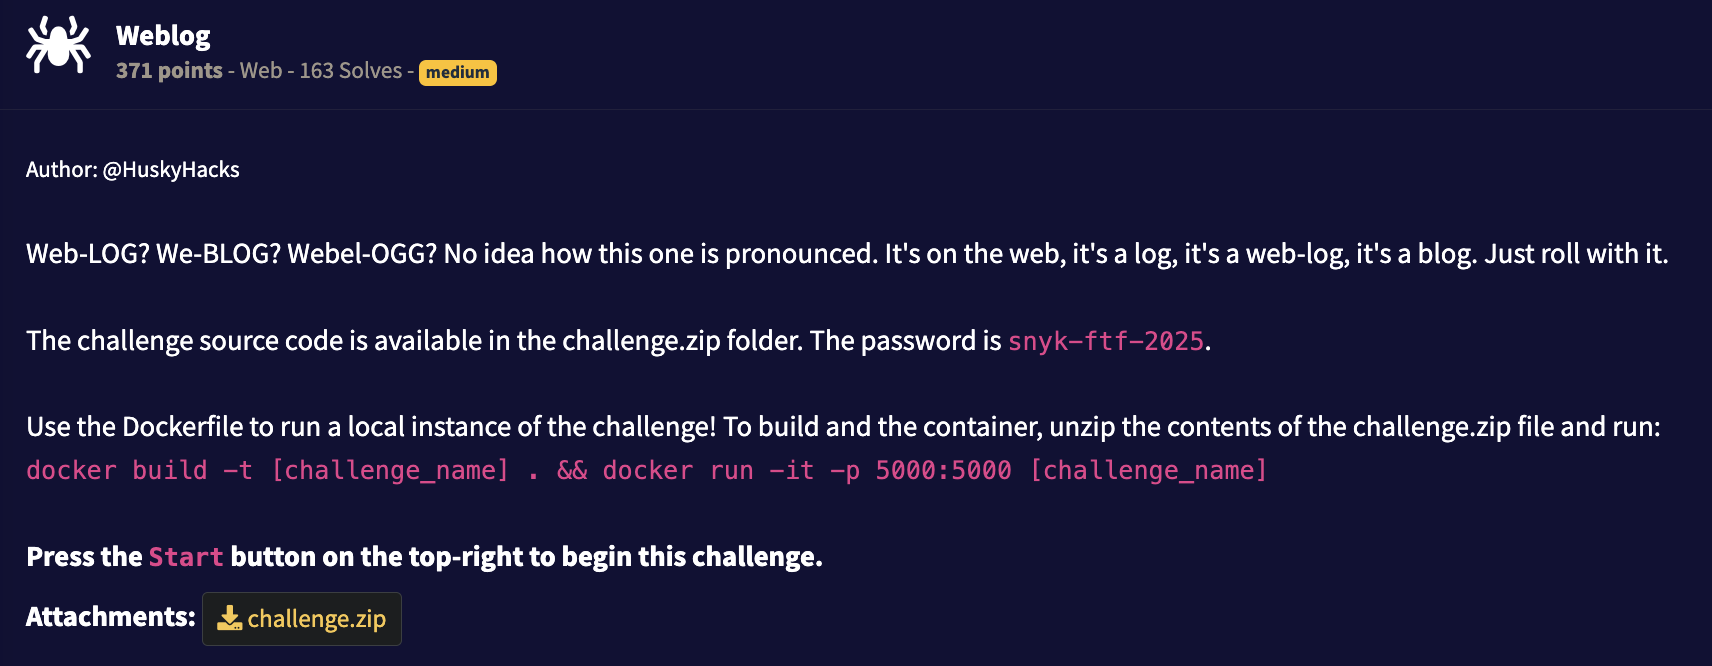 Weblog
371 points - Web - 163 Solves - medium
Author: @HuskyHacks
Web-LOG? We-BLOG? Webel-OGG? No idea how this one is pronounced. It's on the web, it's a log, it's a web-log, it's a blog. Just roll with it.
The challenge source code is available in the challenge.zip folder. The password is snyk-ftf-2025.
Use the Dockerfile to run a local instance of the challenge! To build and the container, unzip the contents of the challenge.zip file and run:
docker build -t [challenge_name] . && docker run -it -p 5000:5000 [challenge_name]
Press the Start button on the top-right to begin this challenge.
Attachments: challenge.zip